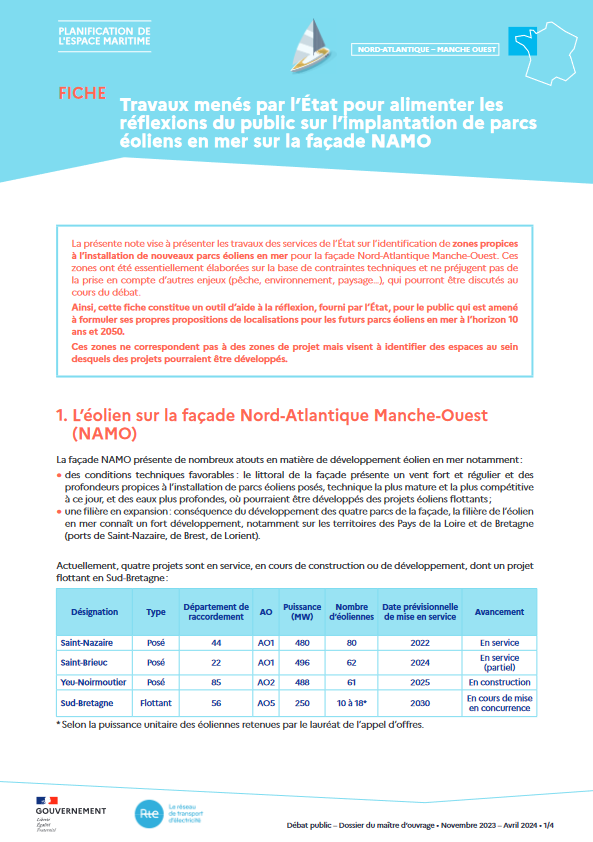 PLANIFICATION DE
L'ESPACE MARITIME
NORD-ATLANTIQUE – MANCHE OUEST
FICHE
Travaux menés par l'État pour alimenter les
réflexions du public sur l'implantation de parcs
éoliens en mer sur la façade NAMO
La présente note vise à présenter les travaux des services de l'État sur l'identification de zones propices
à l'installation de nouveaux parcs éoliens en mer pour la façade Nord-Atlantique Manche-Ouest. Ces
zones ont été essentiellement élaborées sur la base de contraintes techniques et ne préjugent pas de
la prise en compte d'autres enjeux (pêche, environnement, paysage…), qui pourront être discutés au
cours du débat.
Ainsi, cette fiche constitue un outil d'aide à la réflexion, fourni par l'État, pour le public qui est amené
à formuler ses propres propositions de localisations pour les futurs parcs éoliens en mer à l'horizon 10
ans et 2050.
Ces zones ne correspondent pas à des zones de projet mais visent à identifier des espaces au sein
desquels des projets pourraient être développés.
1. L'éolien sur la façade Nord-Atlantique Manche-Ouest
(NAMO)
La façade NAMO présente de nombreux atouts en matière de développement éolien en mer notamment :
• des conditions techniques favorables : le littoral de la façade présente un vent fort et régulier et des
profondeurs propices à l'installation de parcs éoliens posés, technique la plus mature et la plus compétitive
à ce jour, et des eaux plus profondes, où pourraient être développés des projets éoliens flottants ;
• une filière en expansion : conséquence du développement des quatre parcs de la façade, la filière de l'éolien
en mer connaît un fort développement, notamment sur les territoires des Pays de la Loire et de Bretagne
(ports de Saint-Nazaire, de Brest, de Lorient).
Actuellement, quatre projets sont en service, en cours de construction ou de développement, dont un projet
flottant en Sud-Bretagne :
Désignation Type Département de raccordement AO Puissance (MW) Nombre d'éoliennes Date prévisionnelle de mise en service Avancement
Saint-Nazaire Posé 44 AO1 480 80 2022 En service
Saint-Brieuc Posé 22 AO1 496 62 2024 En service (partiel)
Yeu-Noirmoutier Posé 85 AO2 488 61 2025 En construction
Sud-Bretagne Flottant 56 AO5 250 10 à 18* 2030 En cours de mise en concurrence
* Selon la puissance unitaire des éoliennes retenues par le lauréat de l'appel d'offres.
GOUVERNEMENT
Liberté
Égalité
Fraternité
Rte
Le réseau
de transport
d'électricité
Débat public – Dossier du maître d'ouvrage • Novembre 2023 – Avril 2024 • 1/4